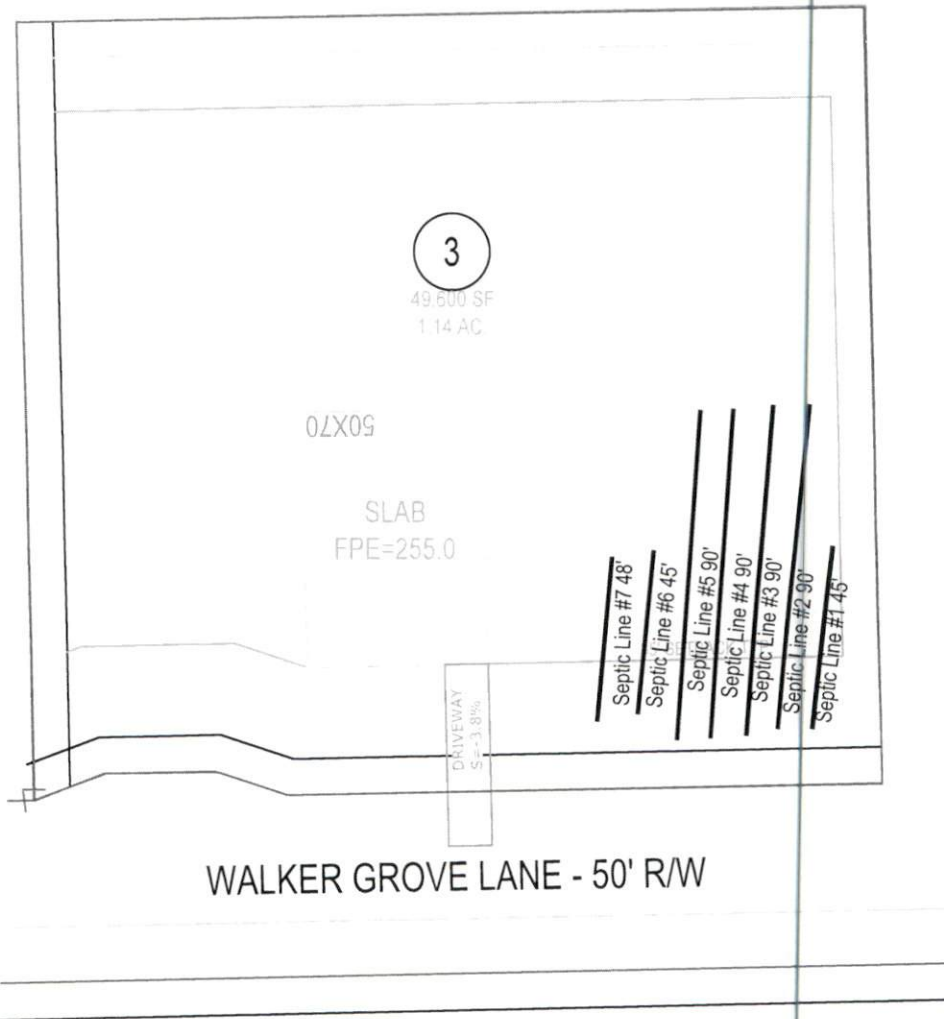 3
49,600 SF
1.14 AC
50X70
SLAB
FPE=255.0
Septic Line #7 48'
Septic Line #6 45'
Septic Line #5 90'
Septic Line #4 90'
Septic Line #3 90'
Septic Line #2 90'
Septic Line #1 45'
DRIVEWAY
S=-3.8%
WALKER GROVE LANE - 50' R/W